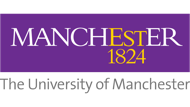 MANCHESTER
1824
The University of Manchester